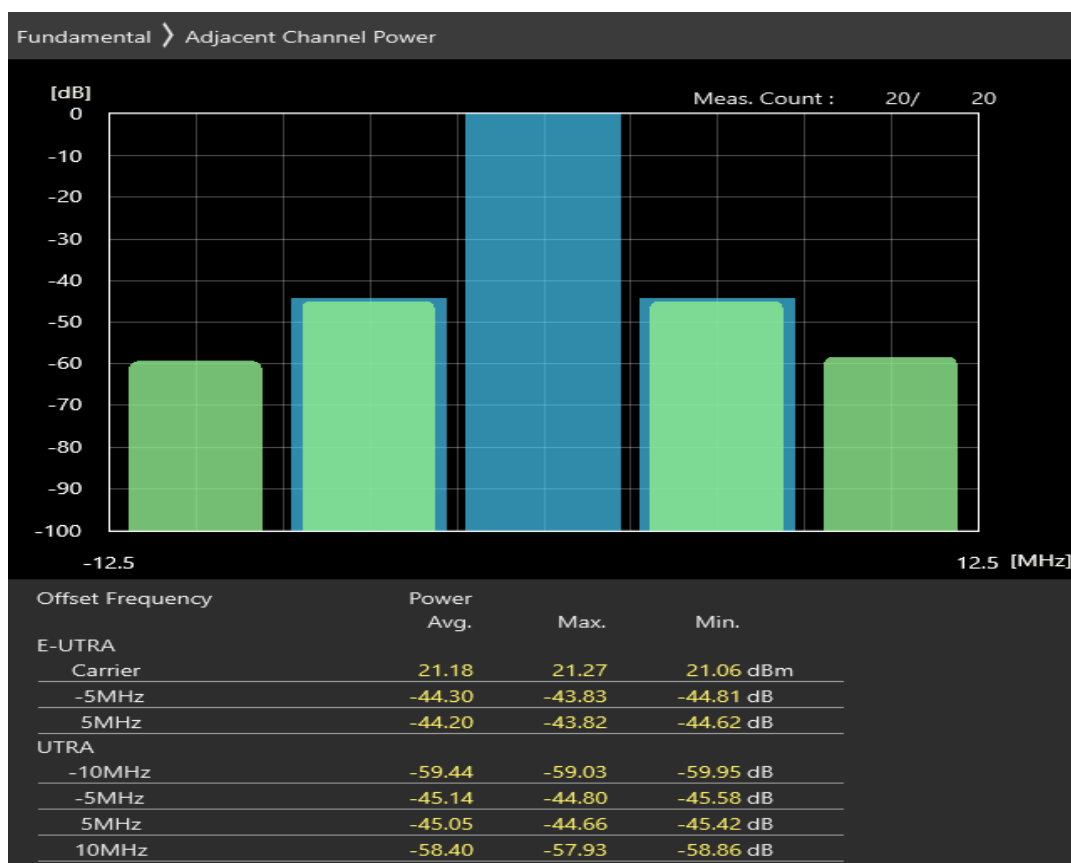 Fundamental ❯ Adjacent Channel Power
[dB]
Meas. Count : 20/ 20
0
-10
-20
-30
-40
-50
-60
-70
-80
-90
-100
-12.5 12.5 [MHz]
Offset Frequency Power
Avg. Max. Min.
E-UTRA
Carrier 21.18 21.27 21.06 dBm
-5MHz -44.30 -43.83 -44.81 dB
5MHz -44.20 -43.82 -44.62 dB
UTRA
-10MHz -59.44 -59.03 -59.95 dB
-5MHz -45.14 -44.80 -45.58 dB
5MHz -45.05 -44.66 -45.42 dB
10MHz -58.40 -57.93 -58.86 dB